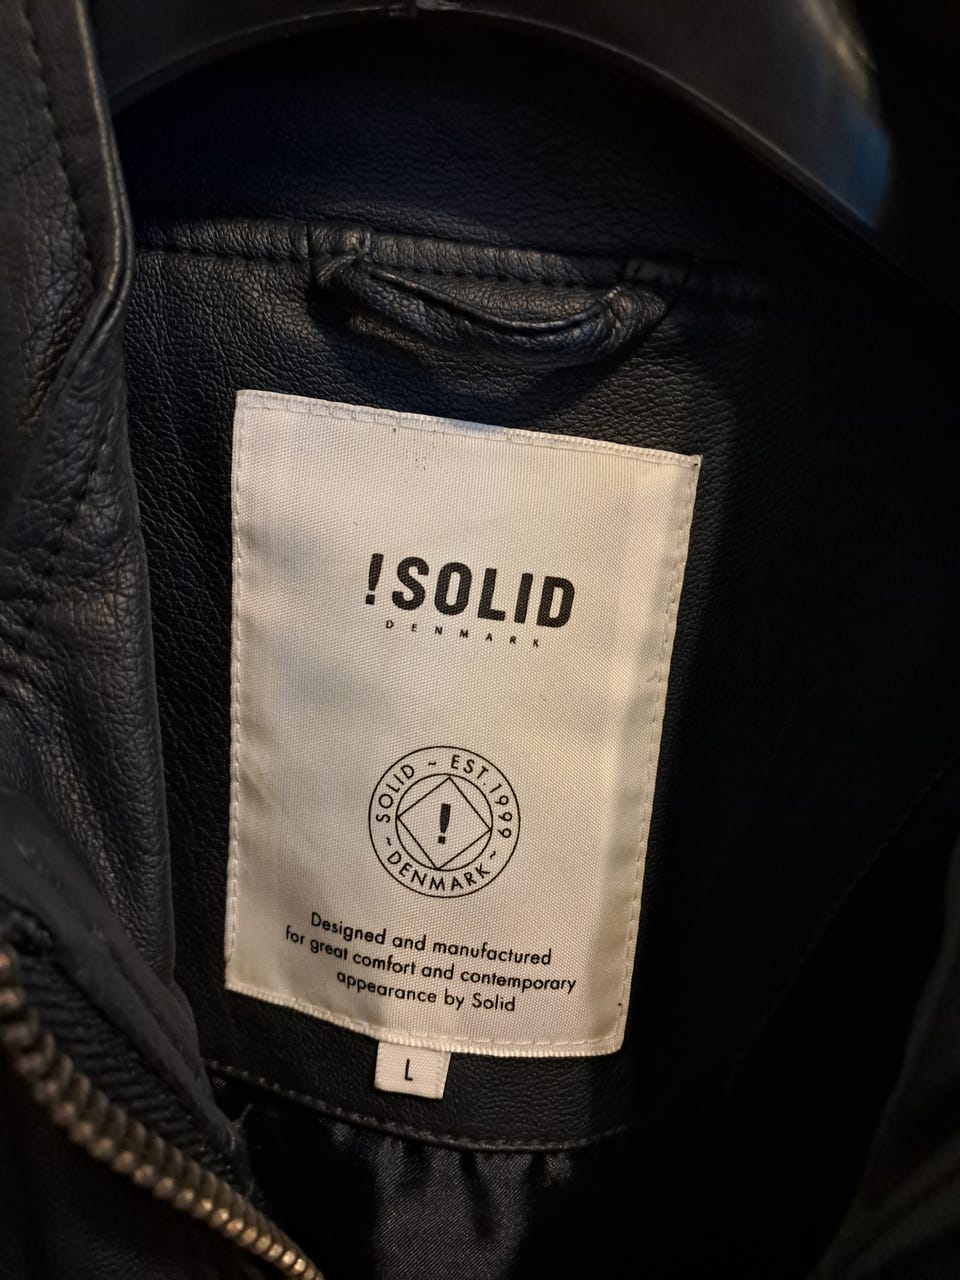 !SOLID
DENMARK
SOLID ~ EST.1999 ~ DENMARK ~
!
Designed and manufactured
for great comfort and contemporary
appearance by Solid
L